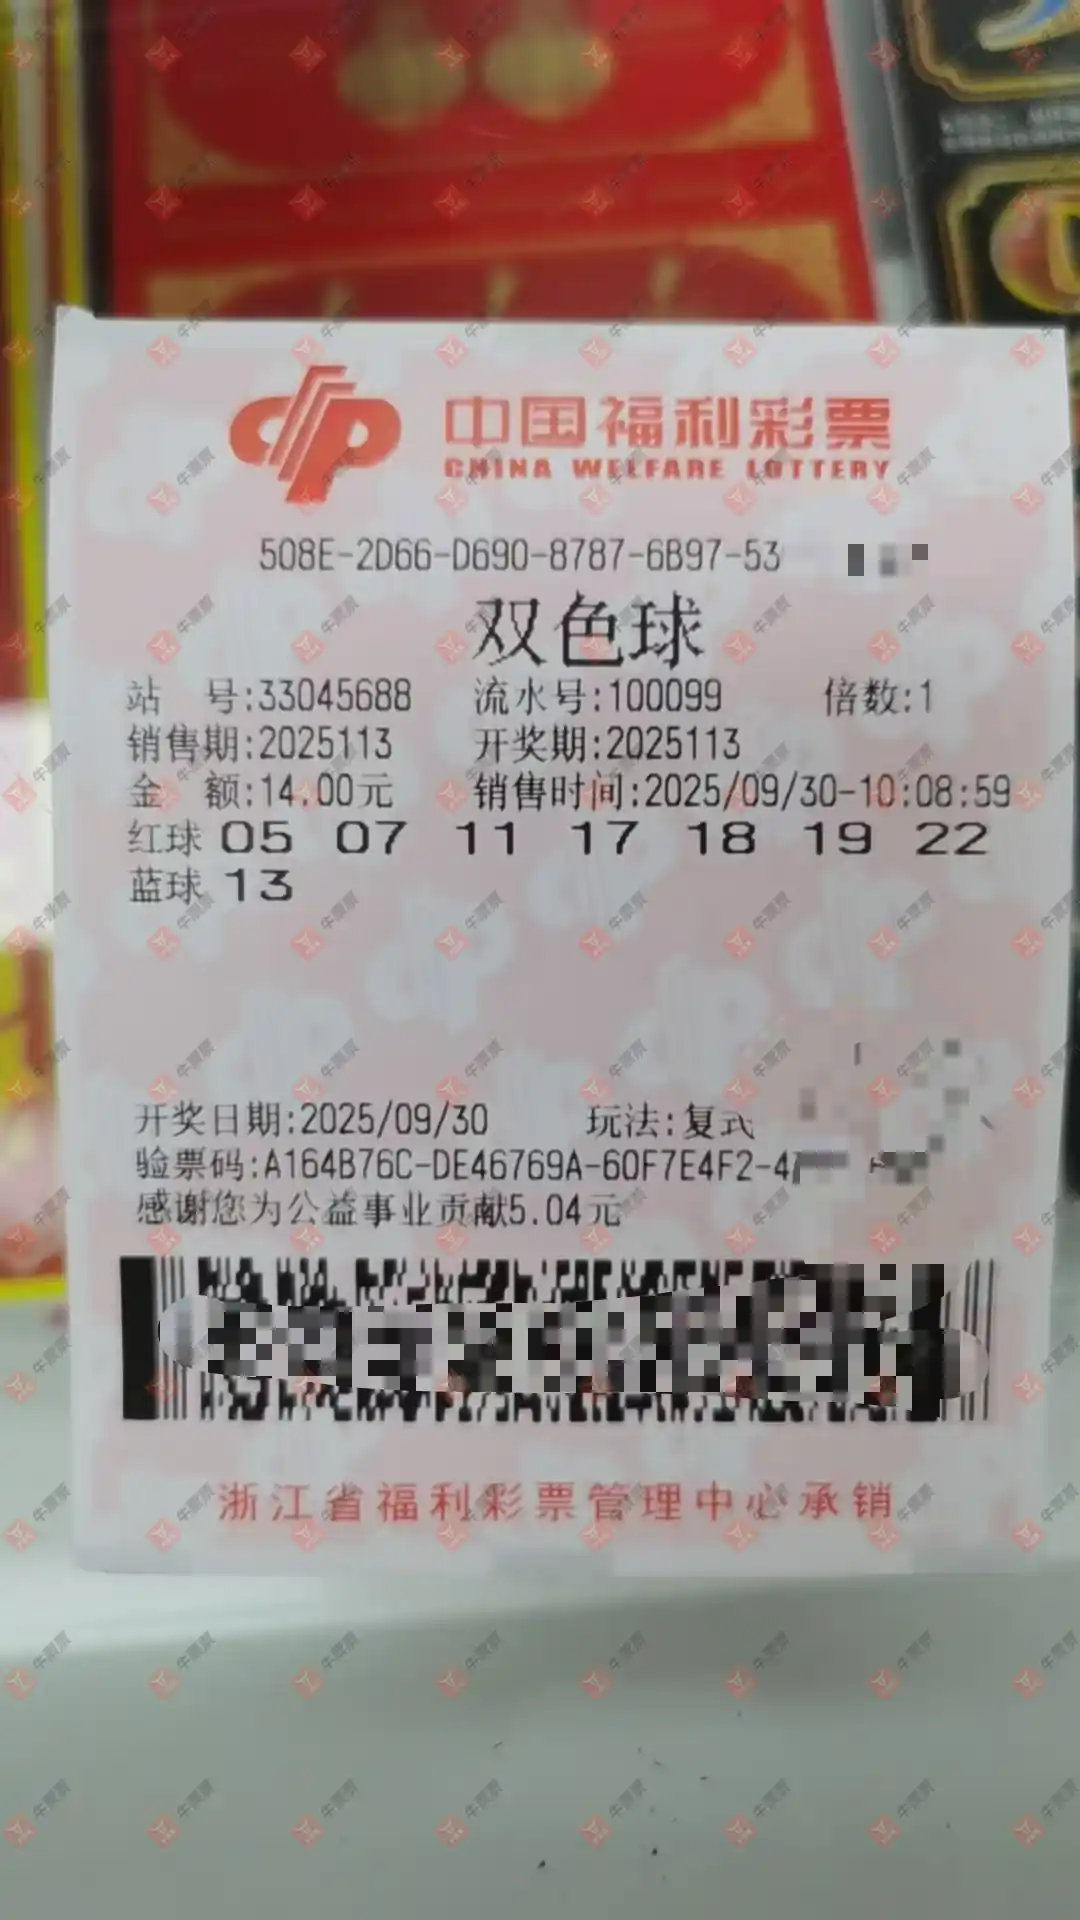 中国福利彩票
CHINA WELFARE LOTTERY
508E-2D66-D690-8787-6B97-53
双色球
站 号:33045688 流水号:100099 倍数:1
销售期:2025113 开奖期:2025113
金 额:14.00元 销售时间:2025/09/30-10:08:59
红球 05 07 11 17 18 19 22
蓝球 13
开奖日期:2025/09/30 玩法:复式
验票码:A164B76C-DE46769A-60F7E4F2-4
感谢您为公益事业贡献5.04元
浙江省福利彩票管理中心承销
牛票票